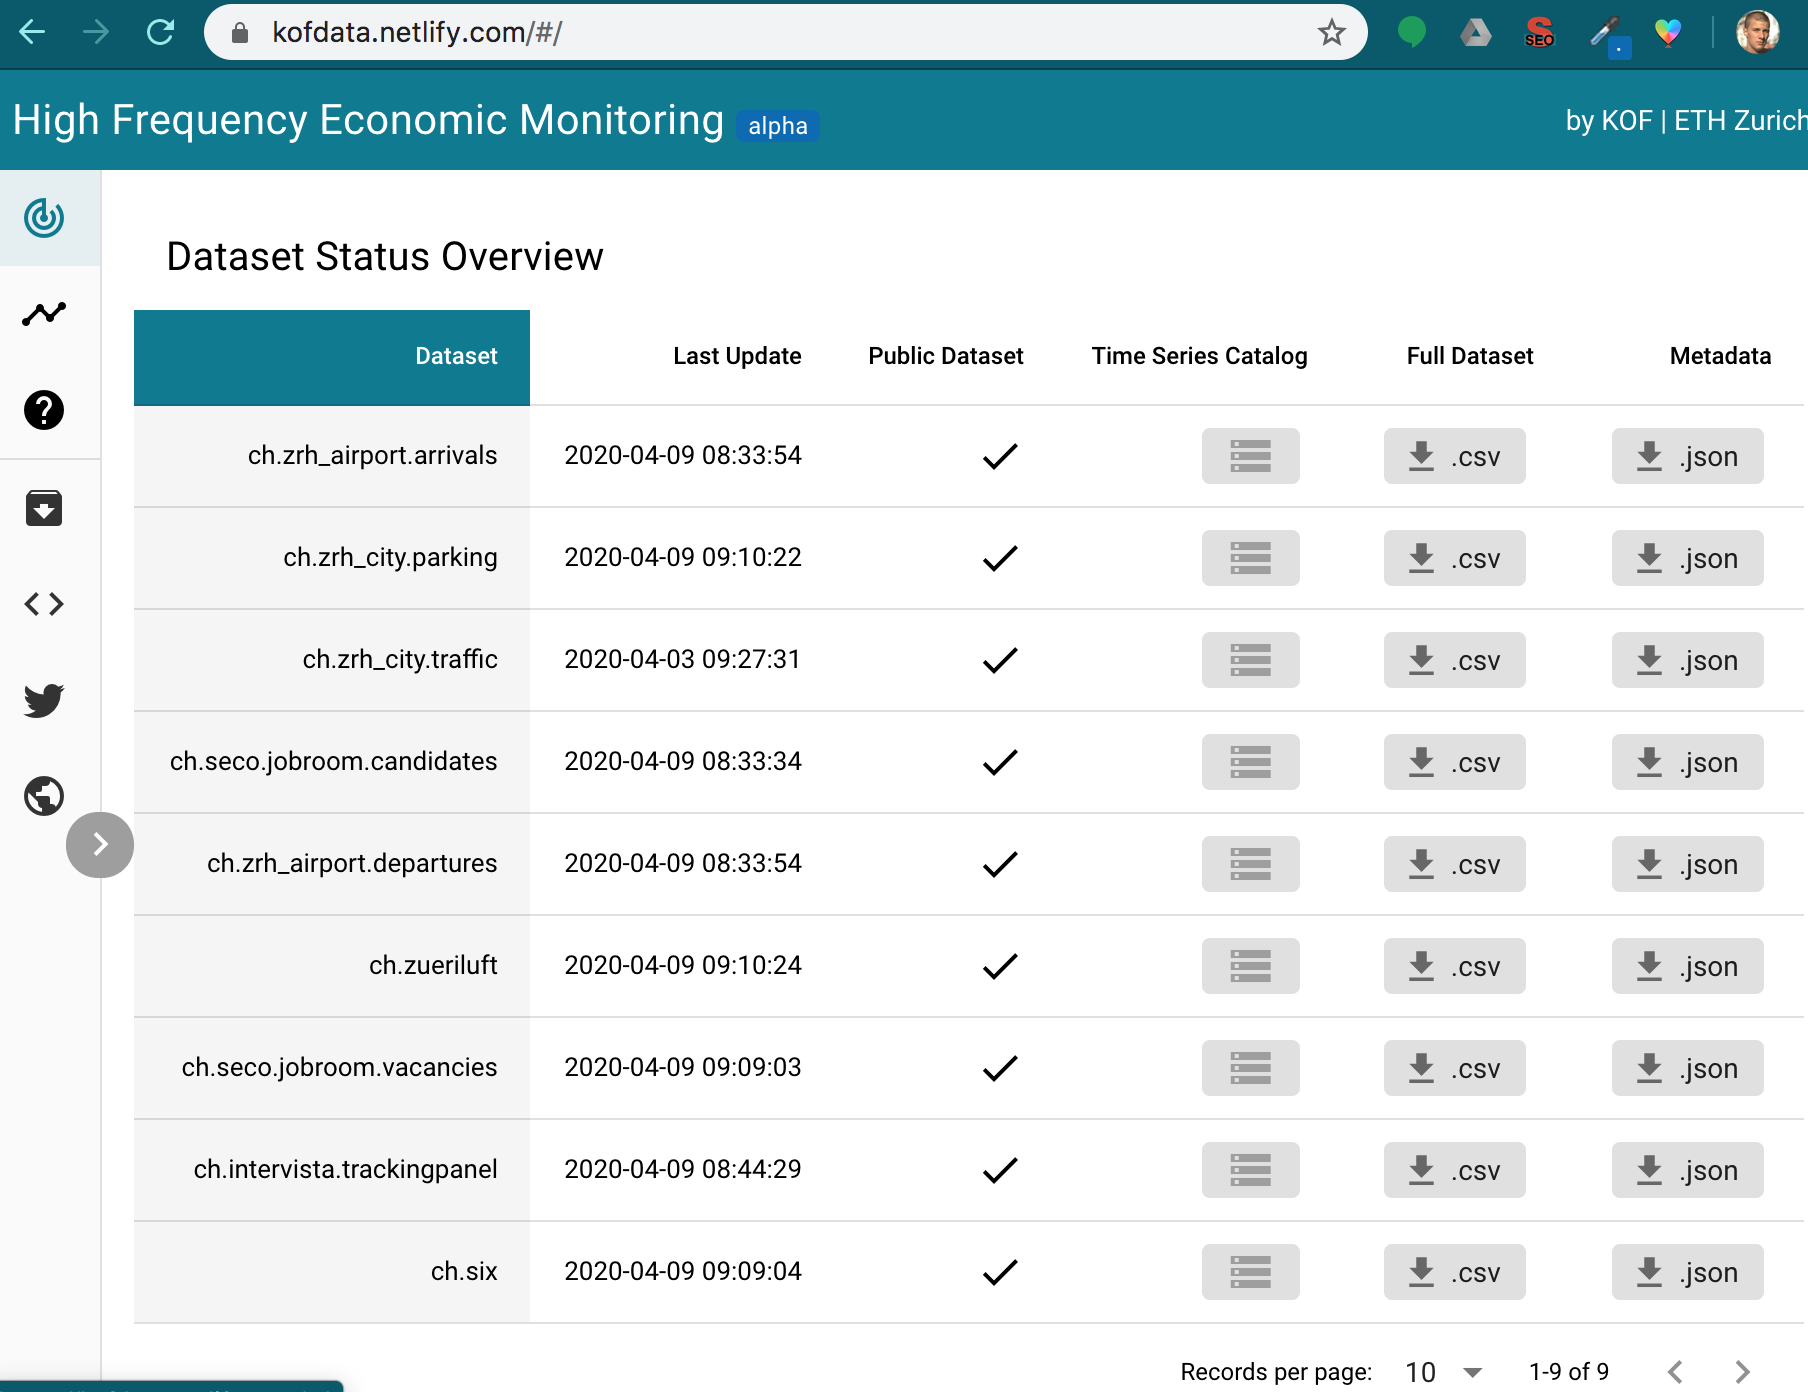 kofdata.netlify.com/#/
SEO
High Frequency Economic Monitoring alpha by KOF | ETH Zurich
Dataset Status Overview
Dataset Last Update Public Dataset Time Series Catalog Full Dataset Metadata
ch.zrh_airport.arrivals 2020-04-09 08:33:54 .csv .json
ch.zrh_city.parking 2020-04-09 09:10:22 .csv .json
ch.zrh_city.traffic 2020-04-03 09:27:31 .csv .json
ch.seco.jobroom.candidates 2020-04-09 08:33:34 .csv .json
ch.zrh_airport.departures 2020-04-09 08:33:54 .csv .json
ch.zueriluft 2020-04-09 09:10:24 .csv .json
ch.seco.jobroom.vacancies 2020-04-09 09:09:03 .csv .json
ch.intervista.trackingpanel 2020-04-09 08:44:29 .csv .json
ch.six 2020-04-09 09:09:04 .csv .json
Records per page: 10 1-9 of 9